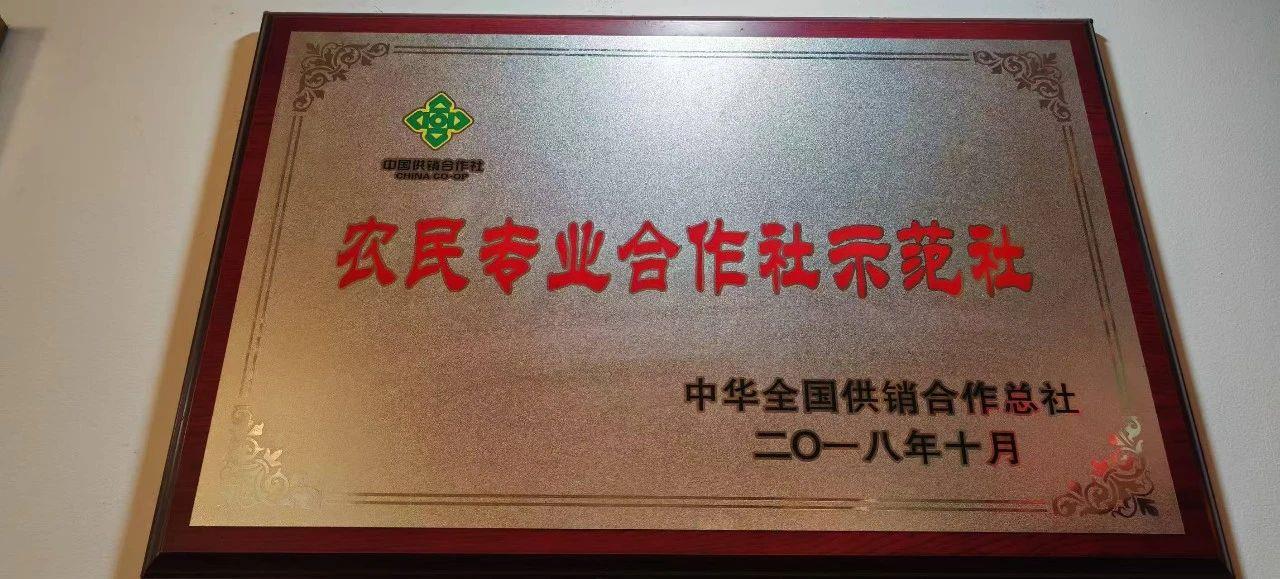 中国供销合作社
CHINA CO-OP
农民专业合作社示范社
中华全国供销合作总社
二〇一八年十月